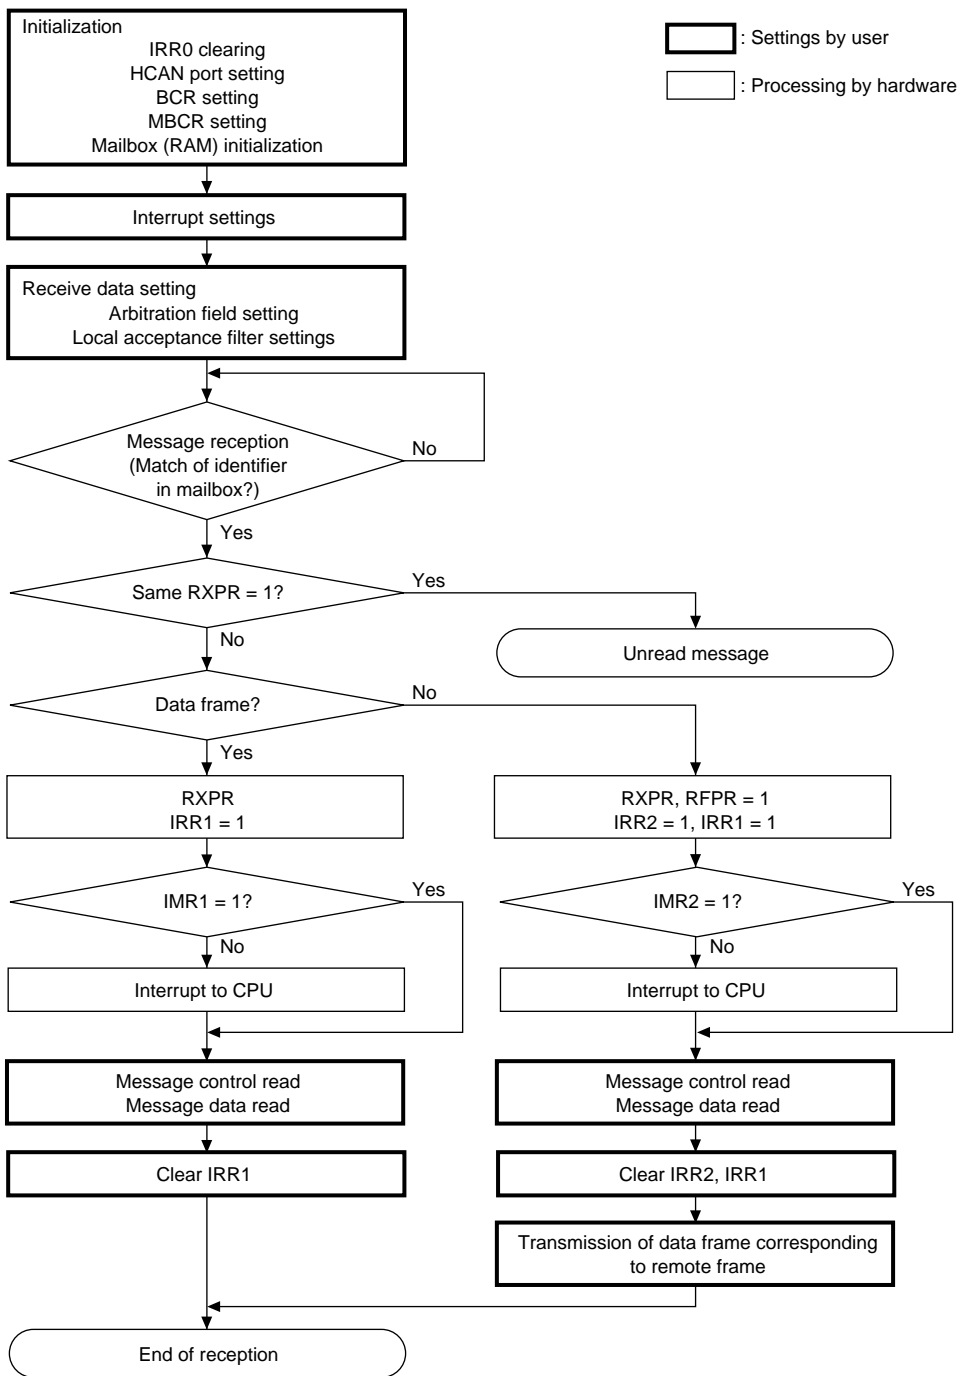 Initialization
IRR0 clearing
HCAN port setting
BCR setting
MBCR setting
Mailbox (RAM) initialization
: Settings by user
: Processing by hardware
Interrupt settings
Receive data setting
Arbitration field setting
Local acceptance filter settings
Message reception
(Match of identifier
in mailbox?)
No
Yes
Same RXPR = 1?
Yes
No
Unread message
Data frame?
No
Yes
RXPR
IRR1 = 1
RXPR, RFPR = 1
IRR2 = 1, IRR1 = 1
IMR1 = 1?
Yes
No
IMR2 = 1?
Yes
No
Interrupt to CPU
Interrupt to CPU
Message control read
Message data read
Message control read
Message data read
Clear IRR1
Clear IRR2, IRR1
Transmission of data frame corresponding
to remote frame
End of reception